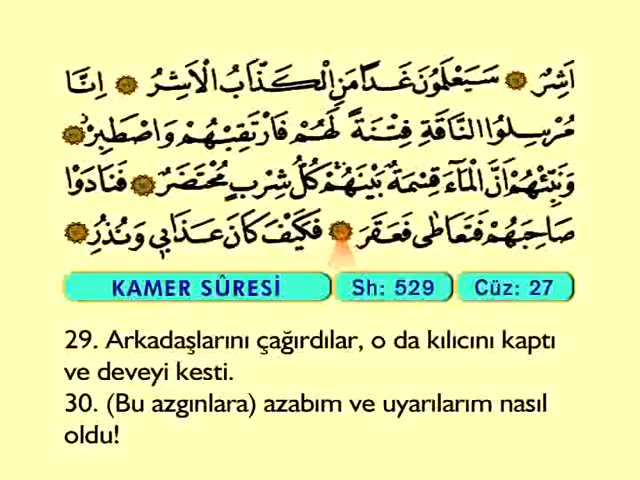 اَشِرٌ ۞ سَيَعْلَمُونَ غَدًا مَنِ الْكَذَّابُ الْاَشِرُ ۞ اِنَّا
مُرْسِلُوا النَّاقَةِ فِتْنَةً لَهُمْ فَارْتَقِبْهُمْ وَاصْطَبِرْ ۞
وَنَبِّئْهُمْ اَنَّ الْمَٓاءَ قِسْمَةٌ بَيْنَهُمْ كُلُّ شِرْبٍ مُحْتَضَرٌ ۞ فَنَادَوْا
صَاحِبَهُمْ فَتَعَاطٰى فَعَقَرَ ۞ فَكَيْفَ كَانَ عَذَابٖي وَنُذُرِ ۞
KAMER SÛRESİ Sh: 529 Cüz: 27
29. Arkadaşlarını çağırdılar, o da kılıcını kaptı
ve deveyi kesti.
30. (Bu azgınlara) azabım ve uyarılarım nasıl
oldu!